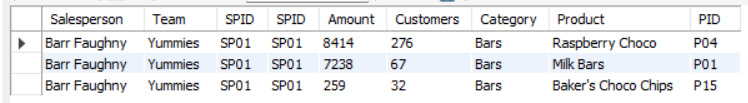 Salesperson Team SPID SPID Amount Customers Category Product PID
Barr Faughny Yummies SP01 SP01 8414 276 Bars Raspberry Choco P04
Barr Faughny Yummies SP01 SP01 7238 67 Bars Milk Bars P01
Barr Faughny Yummies SP01 SP01 259 32 Bars Baker's Choco Chips P15